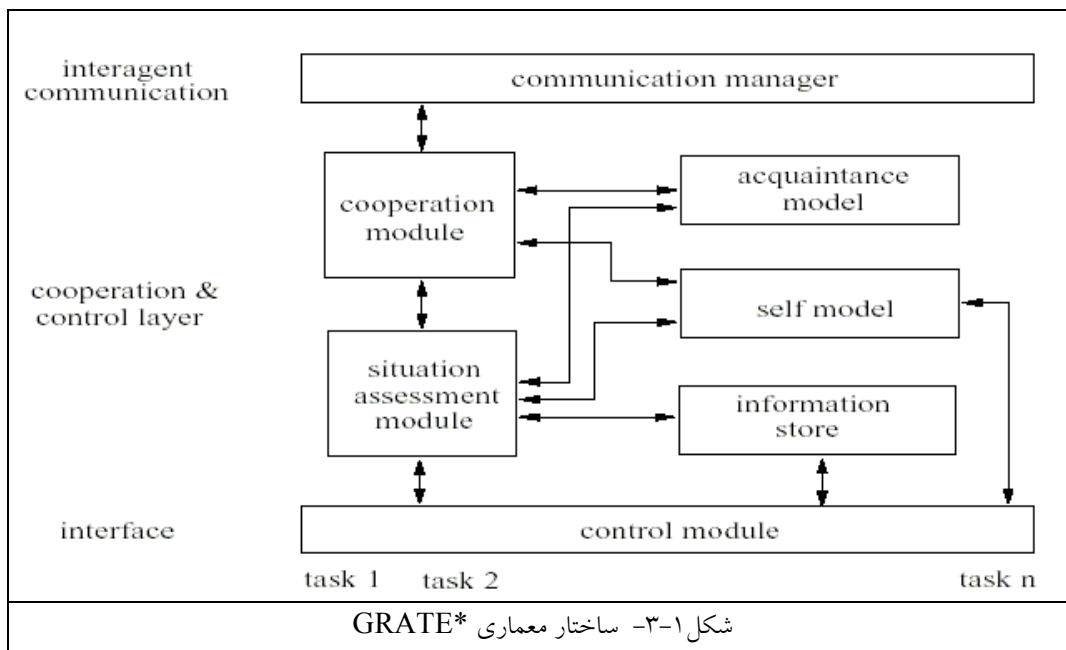 interagent
communication
communication manager
cooperation
module
acquaintance
model
cooperation &
control layer
self model
situation
assessment
module
information
store
interface
control module
task 1
task 2
task n
شکل۱-۳- ساختار معماری GRATE*